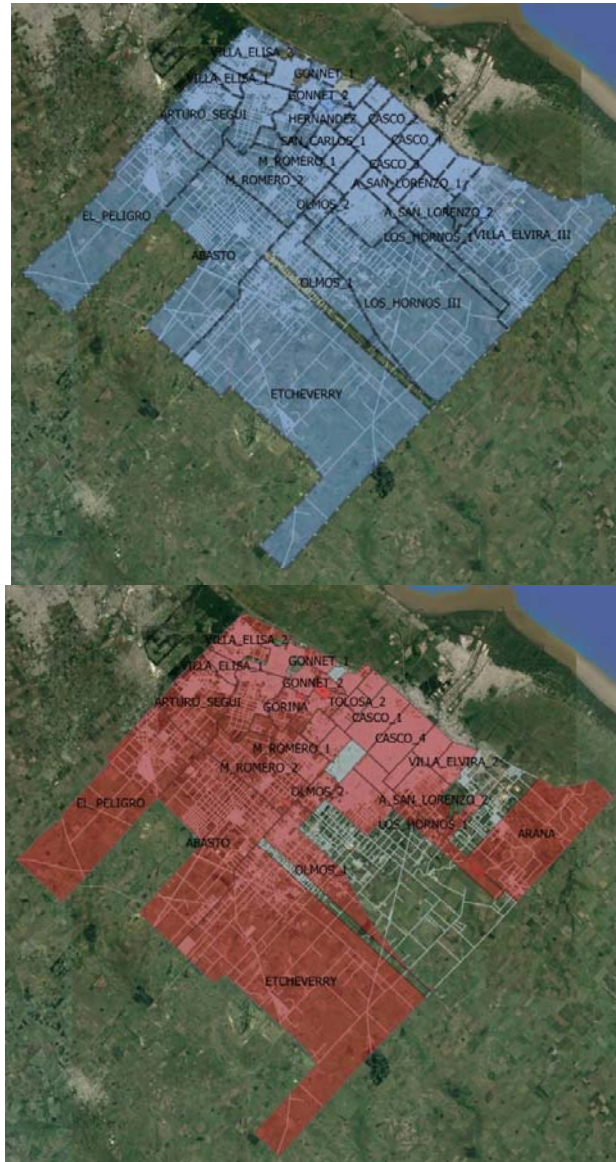 VILLA_ELISA_2
VILLA_ELISA_1
GONNET_1
GONNET_2
ARTURO_SEGUI
HERNANDEZ
CASCO_2
SAN_CARLOS_1
CASCO_4
M_ROMERO_1
CASCO_3
M_ROMERO_2
A_SAN_LORENZO_1
OLMOS_2
EL_PELIGRO
A_SAN_LORENZO_2
LOS_HORNOS_1
VILLA_ELVIRA_III
ABASTO
OLMOS_1
LOS_HORNOS_III
ETCHEVERRY
VILLA_ELISA_2
GONNET_1
VILLA_ELISA_1
GONNET_2
ARTURO_SEGUI
GORINA
TOLOSA_2
CASCO_1
CASCO_4
M_ROMERO_1
VILLA_ELVIRA_2
M_ROMERO_2
OLMOS_2
A_SAN_LORENZO_2
EL_PELIGRO
LOS_HORNOS_1
ARANA
ABASTO
OLMOS_1
ETCHEVERRY